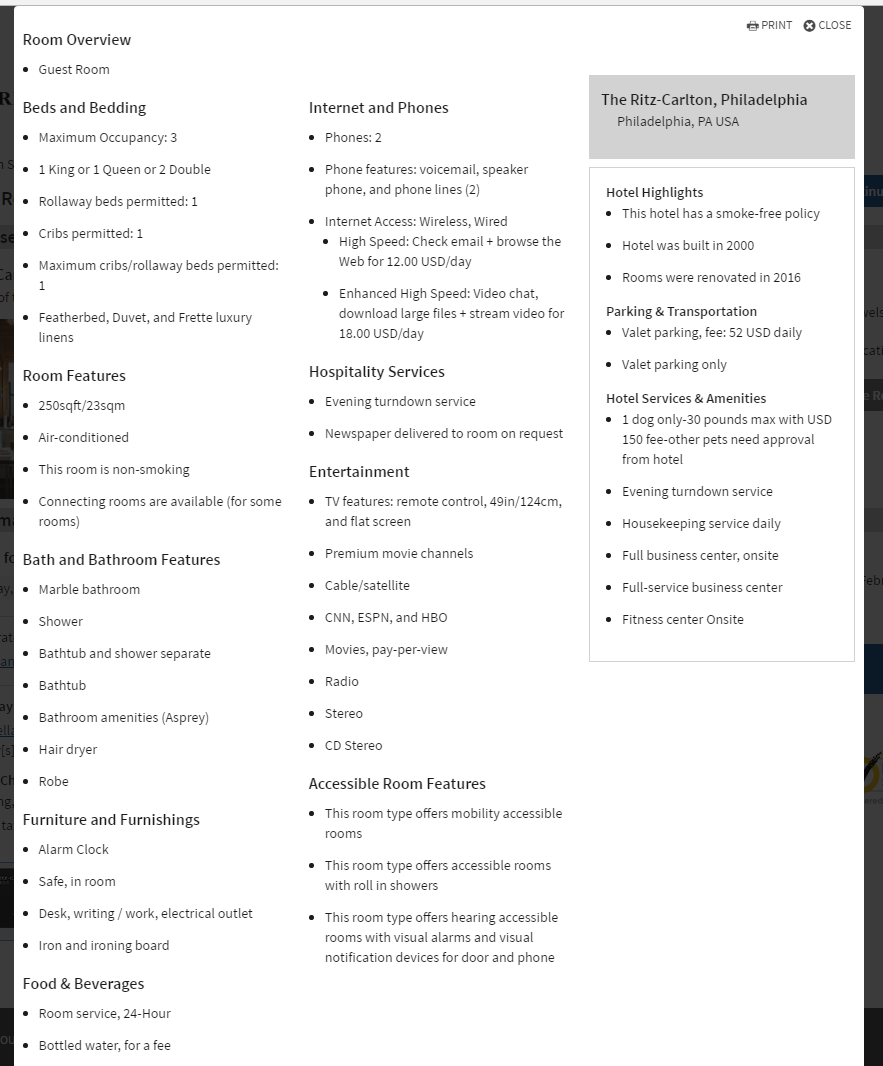 PRINT CLOSE
Room Overview
Guest Room
Beds and Bedding
Maximum Occupancy: 3
1 King or 1 Queen or 2 Double
Rollaway beds permitted: 1
Cribs permitted: 1
Maximum cribs/rollaway beds permitted:
1
Featherbed, Duvet, and Frette luxury
linens
Room Features
250sqft/23sqm
Air-conditioned
This room is non-smoking
Connecting rooms are available (for some
rooms)
Bath and Bathroom Features
Marble bathroom
Shower
Bathtub and shower separate
Bathtub
Bathroom amenities (Asprey)
Hair dryer
Robe
Furniture and Furnishings
Alarm Clock
Safe, in room
Desk, writing / work, electrical outlet
Iron and ironing board
Food & Beverages
Room service, 24-Hour
Bottled water, for a fee
Internet and Phones
Phones: 2
Phone features: voicemail, speaker
phone, and phone lines (2)
Internet Access: Wireless, Wired
High Speed: Check email + browse the
Web for 12.00 USD/day
Enhanced High Speed: Video chat,
download large files + stream video for
18.00 USD/day
Hospitality Services
Evening turndown service
Newspaper delivered to room on request
Entertainment
TV features: remote control, 49in/124cm,
and flat screen
Premium movie channels
Cable/satellite
CNN, ESPN, and HBO
Movies, pay-per-view
Radio
Stereo
CD Stereo
Accessible Room Features
This room type offers mobility accessible
rooms
This room type offers accessible rooms
with roll in showers
This room type offers hearing accessible
rooms with visual alarms and visual
notification devices for door and phone
The Ritz-Carlton, Philadelphia
Philadelphia, PA USA
Hotel Highlights
This hotel has a smoke-free policy
Hotel was built in 2000
Rooms were renovated in 2016
Parking & Transportation
Valet parking, fee: 52 USD daily
Valet parking only
Hotel Services & Amenities
1 dog only-30 pounds max with USD
150 fee-other pets need approval
from hotel
Evening turndown service
Housekeeping service daily
Full business center, onsite
Full-service business center
Fitness center Onsite